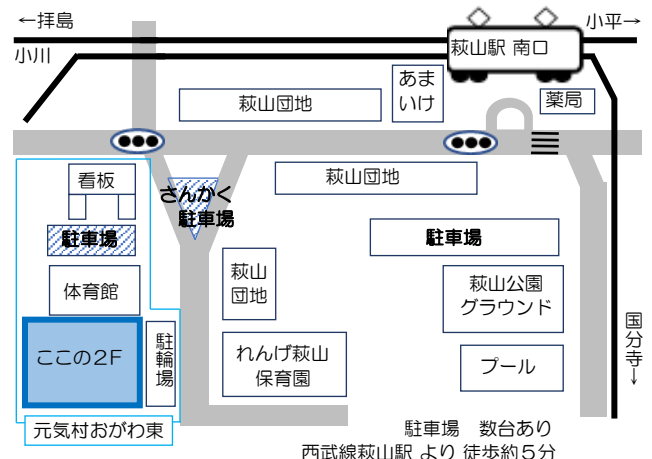 ←拝島
小平→
小川
萩山駅 南口
あま
いけ
萩山団地
薬局
看板
さんかく
駐車場
萩山団地
駐車場
駐車場
体育館
萩山
団地
萩山公園
グラウンド
ここの2F
駐輪場
れんげ萩山
保育園
プール
国分寺→
元気村おがわ東
駐車場 数台あり
西武線萩山駅 より 徒歩約5分